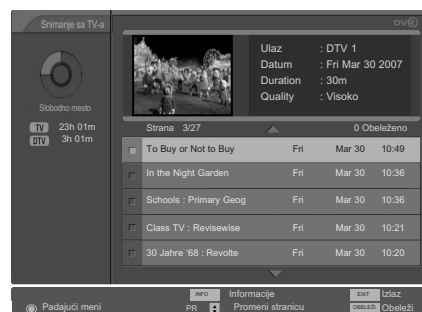 Snimanje sa TV-a
DVR
Slobodno mesto
TV 23h 01m
DTV 3h 01m
Ulaz : DTV 1
Datum : Fri Mar 30 2007
Duration : 30m
Quality : Visoko
Strana 3/27 0 Obeleženo
To Buy or Not to Buy Fri Mar 30 10:49
In the Night Garden Fri Mar 30 10:36
Schools : Primary Geog Fri Mar 30 10:36
Class TV : Revisewise Fri Mar 30 10:21
30 Jahre '68 : Revolte Fri Mar 30 10:20
INFO Informacije EXIT Izlaz
Padajući meni PR Promeni stranicu OBELEŽI Obeleži